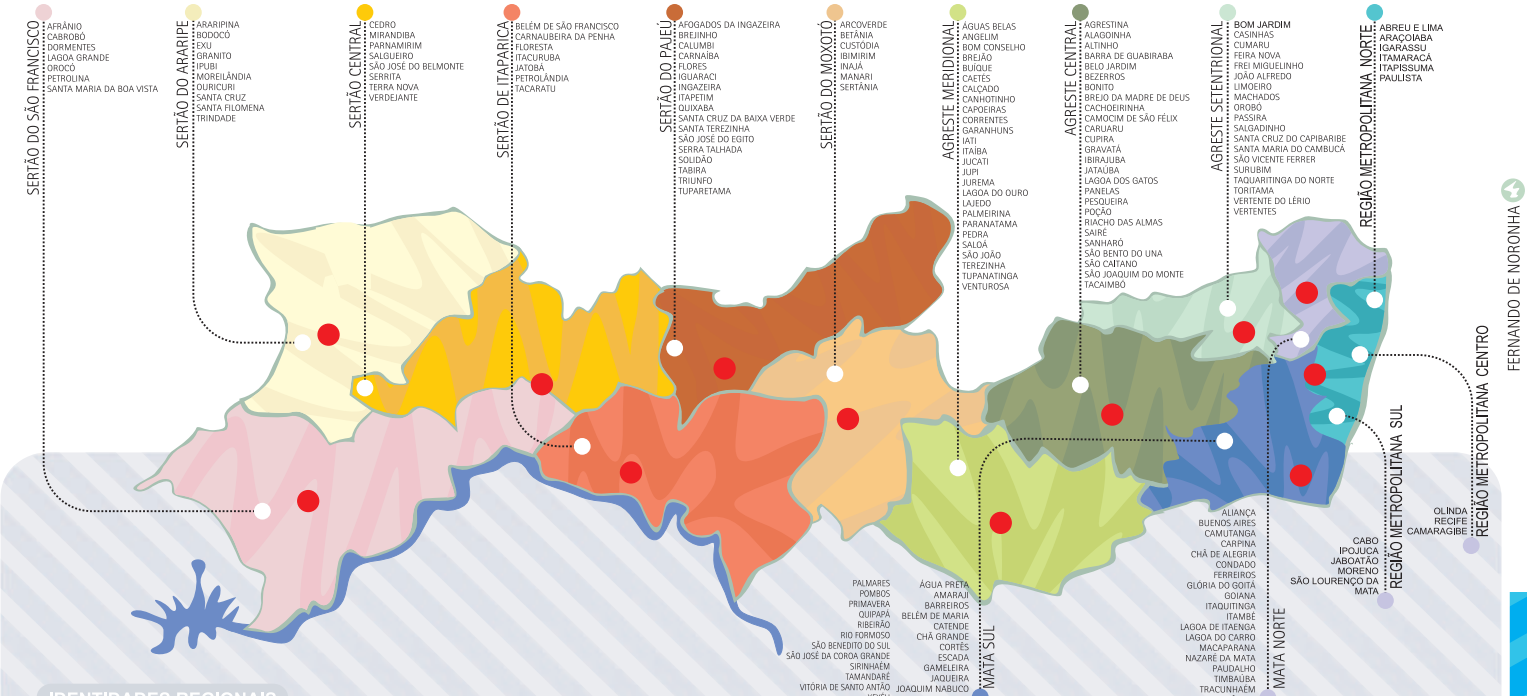 SERTÃO DO SÃO FRANCISCO
AFRÂNIO
CABROBÓ
DORMENTES
LAGOA GRANDE
OROCÓ
PETROLINA
SANTA MARIA DA BOA VISTA
SERTÃO DO ARARIPE
ARARIPINA
BODOCÓ
EXU
GRANITO
IPUBI
MOREILÂNDIA
OURICURI
SANTA CRUZ
SANTA FILOMENA
TRINDADE
SERTÃO CENTRAL
CEDRO
MIRANDIBA
PARNAMIRIM
SALGUEIRO
SÃO JOSÉ DO BELMONTE
SERRITA
TERRA NOVA
VERDEJANTE
SERTÃO DE ITAPARICA
BELÉM DE SÃO FRANCISCO
CARNAUBEIRA DA PENHA
FLORESTA
ITACURUBA
JATOBÁ
PETROLÂNDIA
TACARATU
SERTÃO DO PAJEÚ
AFOGADOS DA INGAZEIRA
BREJINHO
CALUMBI
CARNAÍBA
FLORES
IGUARACI
INGAZEIRA
ITAPETIM
QUIXABA
SANTA CRUZ DA BAIXA VERDE
SANTA TEREZINHA
SÃO JOSÉ DO EGITO
SERRA TALHADA
SOLIDÃO
TABIRA
TRIUNFO
TUPARETAMA
SERTÃO DO MOXOTÓ
ARCOVERDE
BETÂNIA
CUSTÓDIA
IBIMIRIM
INAJÁ
MANARI
SERTÂNIA
AGRESTE MERIDIONAL
ÁGUAS BELAS
ANGELIM
BOM CONSELHO
BREJÃO
BUÍQUE
CAETÉS
CALÇADO
CANHOTINHO
CAPOEIRAS
CORRENTES
GARANHUNS
IATI
ITAÍBA
JUCATI
JUPI
JUREMA
LAGOA DO OURO
LAJEDO
PALMEIRINA
PARANATAMA
PEDRA
SALOÁ
SÃO JOÃO
TEREZINHA
TUPANATINGA
VENTUROSA
AGRESTE CENTRAL
AGRESTINA
ALAGOINHA
ALTINHO
BARRA DE GUABIRABA
BELO JARDIM
BEZERROS
BONITO
BREJO DA MADRE DE DEUS
CACHOEIRINHA
CAMOCIM DE SÃO FÉLIX
CARUARU
CUPIRA
GRAVATÁ
IBIRAJUBA
JATAÚBA
LAGOA DOS GATOS
PANELAS
PESQUEIRA
POÇÃO
RIACHO DAS ALMAS
SAIRÉ
SANHARÓ
SÃO BENTO DO UNA
SÃO CAITANO
SÃO JOAQUIM DO MONTE
TACAIMBÓ
AGRESTE SETENTRIONAL
BOM JARDIM
CASINHAS
CUMARU
FEIRA NOVA
FREI MIGUELINHO
JOÃO ALFREDO
LIMOEIRO
MACHADOS
OROBÓ
PASSIRA
SALGADINHO
SANTA CRUZ DO CAPIBARIBE
SANTA MARIA DO CAMBUCÁ
SÃO VICENTE FERRER
SURUBIM
TAQUARITINGA DO NORTE
TORITAMA
VERTENTE DO LÉRIO
VERTENTES
REGIÃO METROPOLITANA NORTE
ABREU E LIMA
ARAÇOIABA
IGARASSU
ITAMARACÁ
ITAPISSUMA
PAULISTA
FERNANDO DE NORONHA
REGIÃO METROPOLITANA CENTRO
OLINDA
RECIFE
CAMARAGIBE
REGIÃO METROPOLITANA SUL
CABO
IPOJUCA
JABOATÃO
MORENO
SÃO LOURENÇO DA
MATA
MATA NORTE
ALIANÇA
BUENOS AIRES
CAMUTANGA
CARPINA
CHÃ DE ALEGRIA
CONDADO
FERREIROS
GLÓRIA DO GOITÁ
GOIANA
ITAQUITINGA
ITAMBÉ
LAGOA DE ITAENGA
LAGOA DO CARRO
MACAPARANA
NAZARÉ DA MATA
PAUDALHO
TIMBAÚBA
TRACUNHAÉM
MATA SUL
ÁGUA PRETA
AMARAJI
BARREIROS
BELÉM DE MARIA
CATENDE
CHÃ GRANDE
CORTÊS
ESCADA
GAMELEIRA
JAQUEIRA
JOAQUIM NABUCO
PALMARES
POMBOS
PRIMAVERA
QUIPAPÁ
RIBEIRÃO
RIO FORMOSO
SÃO BENEDITO DO SUL
SÃO JOSÉ DA COROA GRANDE
SIRINHAÉM
TAMANDARÉ
VITÓRIA DE SANTO ANTÃO
XEXÉU
IDENTIDADES REGIONAIS